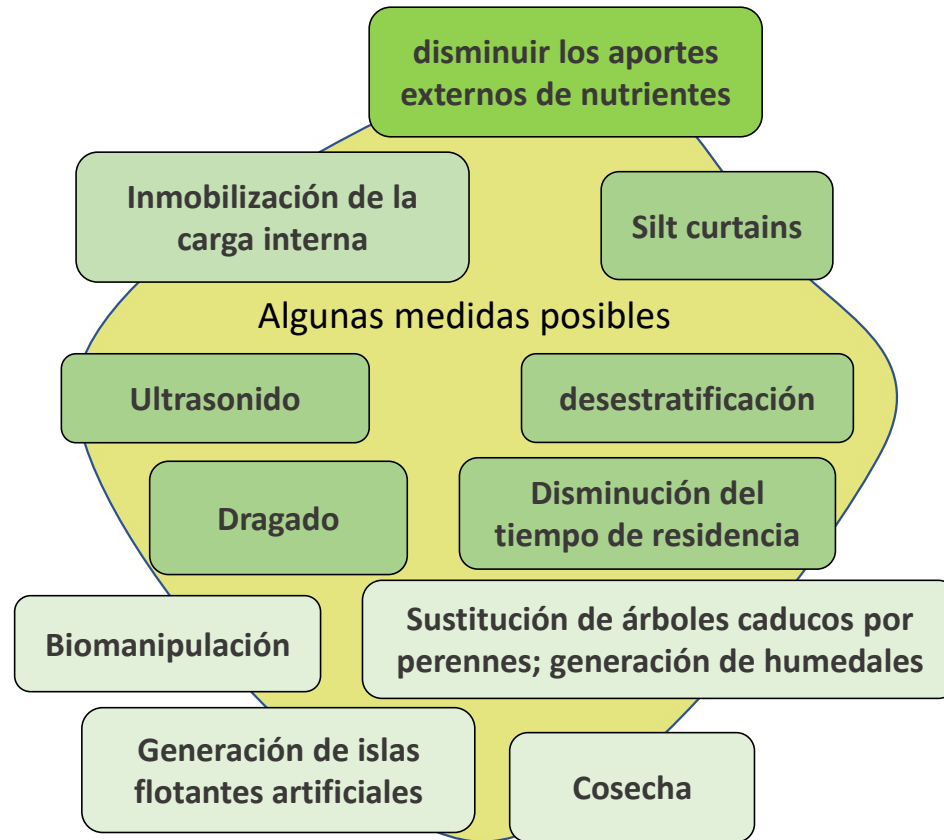 disminuir los aportes
externos de nutrientes
Inmobilización de la
carga interna
Silt curtains
Algunas medidas posibles
Ultrasonido
desestratificación
Dragado
Disminución del
tiempo de residencia
Biomanipulación
Sustitución de árboles caducos por
perennes; generación de humedales
Generación de islas
flotantes artificiales
Cosecha